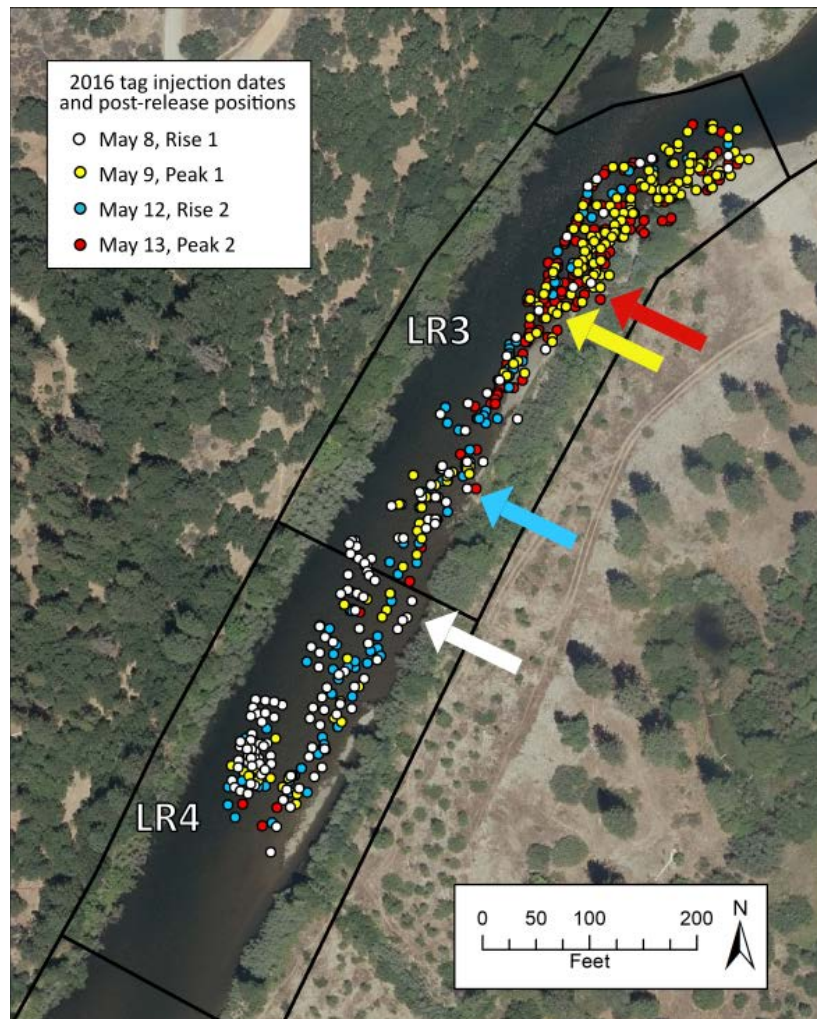 2016 tag injection dates
and post-release positions
May 8, Rise 1
May 9, Peak 1
May 12, Rise 2
May 13, Peak 2
LR3
LR4
0 50 100 200
Feet
N